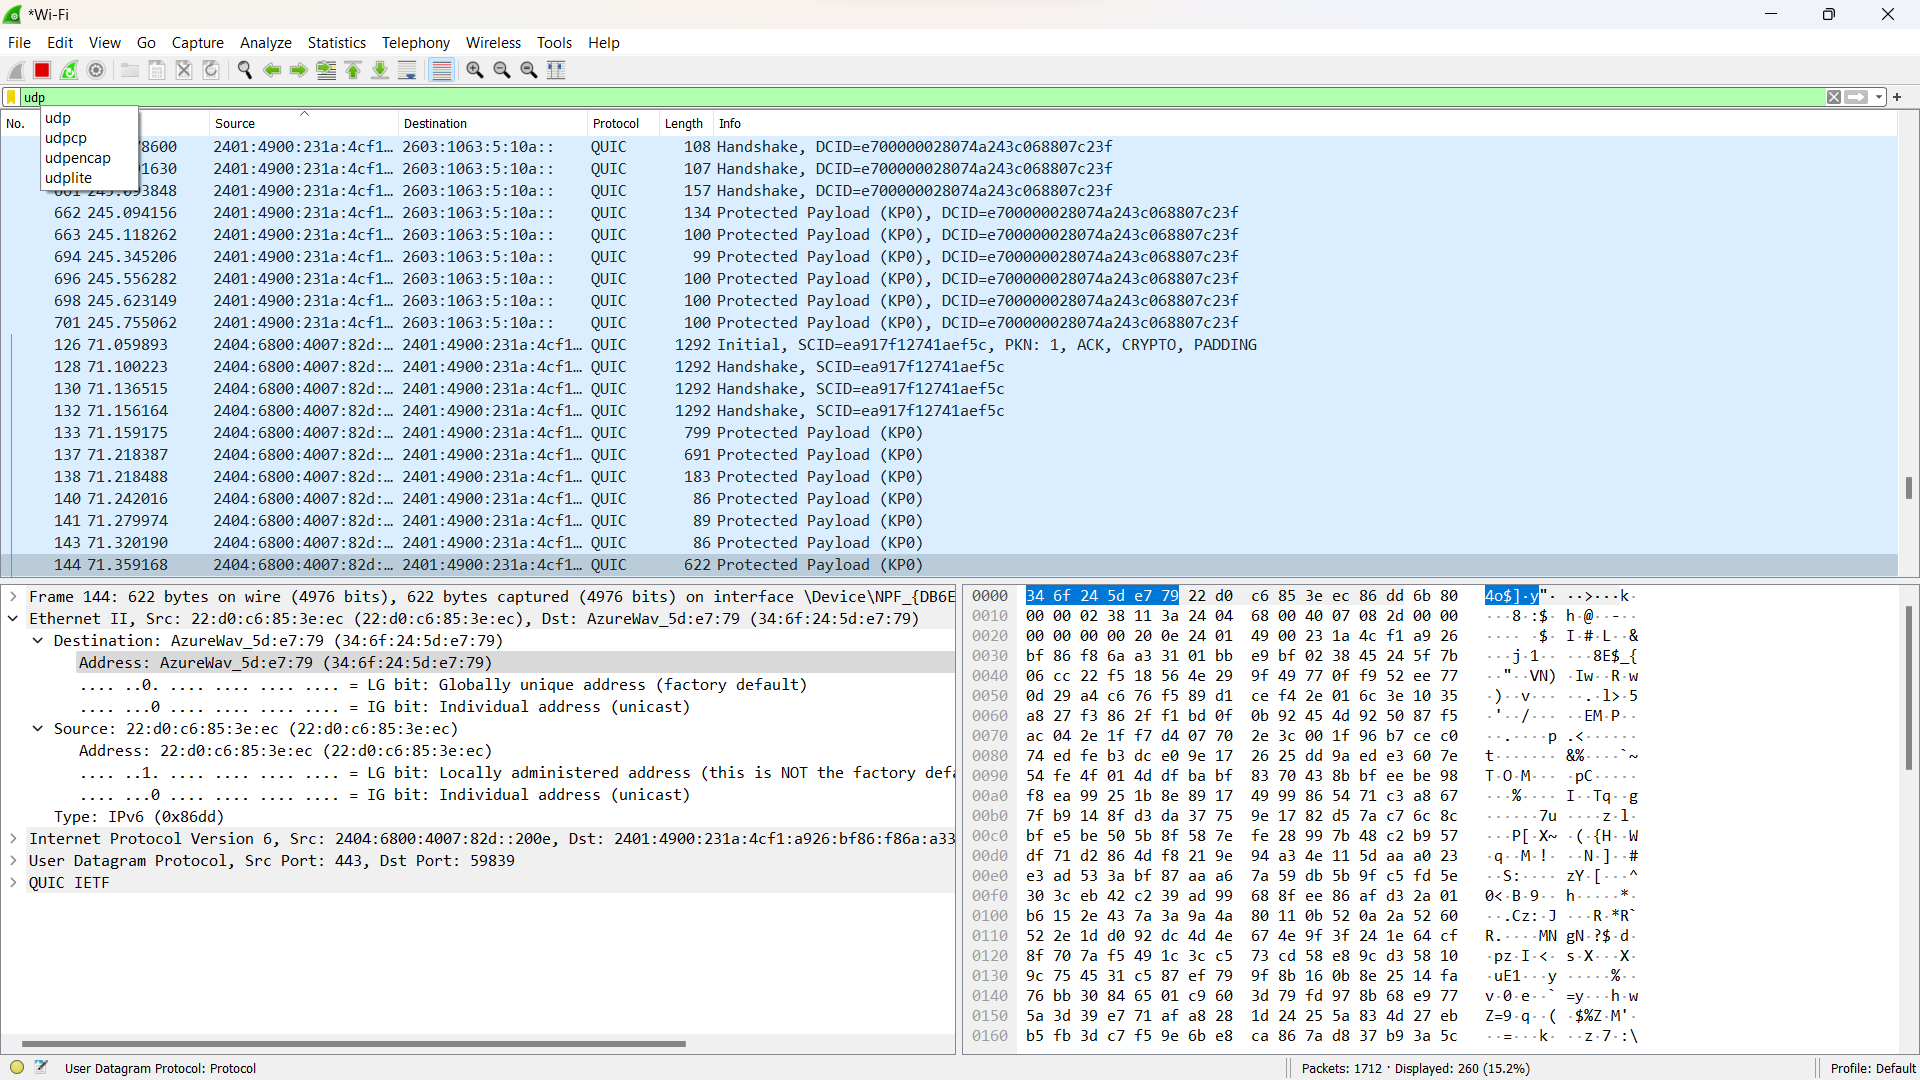 *Wi-Fi
File Edit View Go Capture Analyze Statistics Telephony Wireless Tools Help
udp
udp
udpcp
udpencap
udplite
No. Source Destination Protocol Length Info
78600 2401:4900:231a:4cf1… 2603:1063:5:10a:: QUIC 108 Handshake, DCID=e700000028074a243c068807c23f
1630 2401:4900:231a:4cf1… 2603:1063:5:10a:: QUIC 107 Handshake, DCID=e700000028074a243c068807c23f
661 245.093848 2401:4900:231a:4cf1… 2603:1063:5:10a:: QUIC 157 Handshake, DCID=e700000028074a243c068807c23f
662 245.094156 2401:4900:231a:4cf1… 2603:1063:5:10a:: QUIC 134 Protected Payload (KP0), DCID=e700000028074a243c068807c23f
663 245.118262 2401:4900:231a:4cf1… 2603:1063:5:10a:: QUIC 100 Protected Payload (KP0), DCID=e700000028074a243c068807c23f
694 245.345206 2401:4900:231a:4cf1… 2603:1063:5:10a:: QUIC 99 Protected Payload (KP0), DCID=e700000028074a243c068807c23f
696 245.556282 2401:4900:231a:4cf1… 2603:1063:5:10a:: QUIC 100 Protected Payload (KP0), DCID=e700000028074a243c068807c23f
698 245.623149 2401:4900:231a:4cf1… 2603:1063:5:10a:: QUIC 100 Protected Payload (KP0), DCID=e700000028074a243c068807c23f
701 245.755062 2401:4900:231a:4cf1… 2603:1063:5:10a:: QUIC 100 Protected Payload (KP0), DCID=e700000028074a243c068807c23f
126 71.059893 2404:6800:4007:82d:… 2401:4900:231a:4cf1… QUIC 1292 Initial, SCID=ea917f12741aef5c, PKN: 1, ACK, CRYPTO, PADDING
128 71.100223 2404:6800:4007:82d:… 2401:4900:231a:4cf1… QUIC 1292 Handshake, SCID=ea917f12741aef5c
130 71.136515 2404:6800:4007:82d:… 2401:4900:231a:4cf1… QUIC 1292 Handshake, SCID=ea917f12741aef5c
132 71.156164 2404:6800:4007:82d:… 2401:4900:231a:4cf1… QUIC 1292 Handshake, SCID=ea917f12741aef5c
133 71.159175 2404:6800:4007:82d:… 2401:4900:231a:4cf1… QUIC 799 Protected Payload (KP0)
137 71.218387 2404:6800:4007:82d:… 2401:4900:231a:4cf1… QUIC 691 Protected Payload (KP0)
138 71.218488 2404:6800:4007:82d:… 2401:4900:231a:4cf1… QUIC 183 Protected Payload (KP0)
140 71.242016 2404:6800:4007:82d:… 2401:4900:231a:4cf1… QUIC 86 Protected Payload (KP0)
141 71.279974 2404:6800:4007:82d:… 2401:4900:231a:4cf1… QUIC 89 Protected Payload (KP0)
143 71.320190 2404:6800:4007:82d:… 2401:4900:231a:4cf1… QUIC 86 Protected Payload (KP0)
144 71.359168 2404:6800:4007:82d:… 2401:4900:231a:4cf1… QUIC 622 Protected Payload (KP0)
Frame 144: 622 bytes on wire (4976 bits), 622 bytes captured (4976 bits) on interface \Device\NPF_{DB6E
Ethernet II, Src: 22:d0:c6:85:3e:ec (22:d0:c6:85:3e:ec), Dst: AzureWav_5d:e7:79 (34:6f:24:5d:e7:79)
Destination: AzureWav_5d:e7:79 (34:6f:24:5d:e7:79)
Address: AzureWav_5d:e7:79 (34:6f:24:5d:e7:79)
.... ..0. .... .... .... .... = LG bit: Globally unique address (factory default)
.... ...0 .... .... .... .... = IG bit: Individual address (unicast)
Source: 22:d0:c6:85:3e:ec (22:d0:c6:85:3e:ec)
Address: 22:d0:c6:85:3e:ec (22:d0:c6:85:3e:ec)
.... ..1. .... .... .... .... = LG bit: Locally administered address (this is NOT the factory defa
.... ...0 .... .... .... .... = IG bit: Individual address (unicast)
Type: IPv6 (0x86dd)
Internet Protocol Version 6, Src: 2404:6800:4007:82d::200e, Dst: 2401:4900:231a:4cf1:a926:bf86:f86a:a33
User Datagram Protocol, Src Port: 443, Dst Port: 59839
QUIC IETF
0000 34 6f 24 5d e7 79 22 d0 c6 85 3e ec 86 dd 6b 80 4o$]·y"· ··>···k·
0010 00 00 02 38 11 3a 24 04 68 00 40 07 08 2d 00 00 ···8·:$· h·@··-··
0020 00 00 00 00 20 0e 24 01 49 00 23 1a 4c f1 a9 26 ···· ·$· I·#·L··&
0030 bf 86 f8 6a a3 31 01 bb e9 bf 02 38 45 24 5f 7b ···j·1·· ···8E$_{
0040 06 cc 22 f5 18 56 4e 29 9f 49 77 0f f9 52 ee 77 ··"··VN) ·Iw··R·w
0050 0d 29 a4 c6 76 f5 89 d1 ce f4 2e 01 6c 3e 10 35 ·)··v··· ··.·l>·5
0060 a8 27 f3 86 2f f1 bd 0f 0b 92 45 4d 92 50 87 f5 ·'··/··· ··EM·P··
0070 ac 04 2e 1f f7 d4 07 70 2e 3c 00 1f 96 b7 ce c0 ··.····p .<······
0080 74 ed fe b3 dc e0 9e 17 26 25 dd 9a ed e3 60 7e t······· &%····`~
0090 54 fe 4f 01 4d df ba bf 83 70 43 8b bf ee be 98 T·O·M··· ·pC·····
00a0 f8 ea 99 25 1b 8e 89 17 49 99 86 54 71 c3 a8 67 ···%···· I··Tq··g
00b0 7f b9 14 8f d3 da 37 75 9e 17 82 d5 7a c7 6c 8c ······7u ····z·l·
00c0 bf e5 be 50 5b 8f 58 7e fe 28 99 7b 48 c2 b9 57 ···P[·X~ ·(·{H··W
00d0 df 71 d2 86 4d f8 21 9e 94 a3 4e 11 5d aa a0 23 ·q··M·!· ··N·]··#
00e0 e3 ad 53 3a bf 87 aa a6 7a 59 db 5b 9f c5 fd 5e ··S:···· zY·[···^
00f0 30 3c eb 42 c2 39 ad 99 68 8f ee 86 af d3 2a 01 0<·B·9·· h·····*·
0100 b6 15 2e 43 7a 3a 9a 4a 80 11 0b 52 0a 2a 52 60 ··.Cz:·J ···R·*R`
0110 52 2e 1d d0 92 dc 4d 4e 67 4e 9f 3f 24 1e 64 cf R.····MN gN·?$·d·
0120 8f 70 7a f5 49 1c 3c c5 73 cd 58 e8 9c d3 58 10 ·pz·I·<· s·X···X·
0130 9c 75 45 31 c5 87 ef 79 9f 8b 16 0b 8e 25 14 fa ·uE1···y ·····%··
0140 76 bb 30 84 65 01 c9 60 3d 79 fd 97 8b 68 e9 77 v·0·e··` =y···h·w
0150 5a 3d 39 e7 71 af a8 28 1d 24 25 5a 83 4d 27 eb Z=9·q··( ·$%Z·M'·
0160 b5 fb 3d c7 f5 9e 6b e8 ca 86 7a d8 37 b9 3a 5c ··=···k· ··z·7·:\
User Datagram Protocol: Protocol
Packets: 1712 · Displayed: 260 (15.2%)
Profile: Default